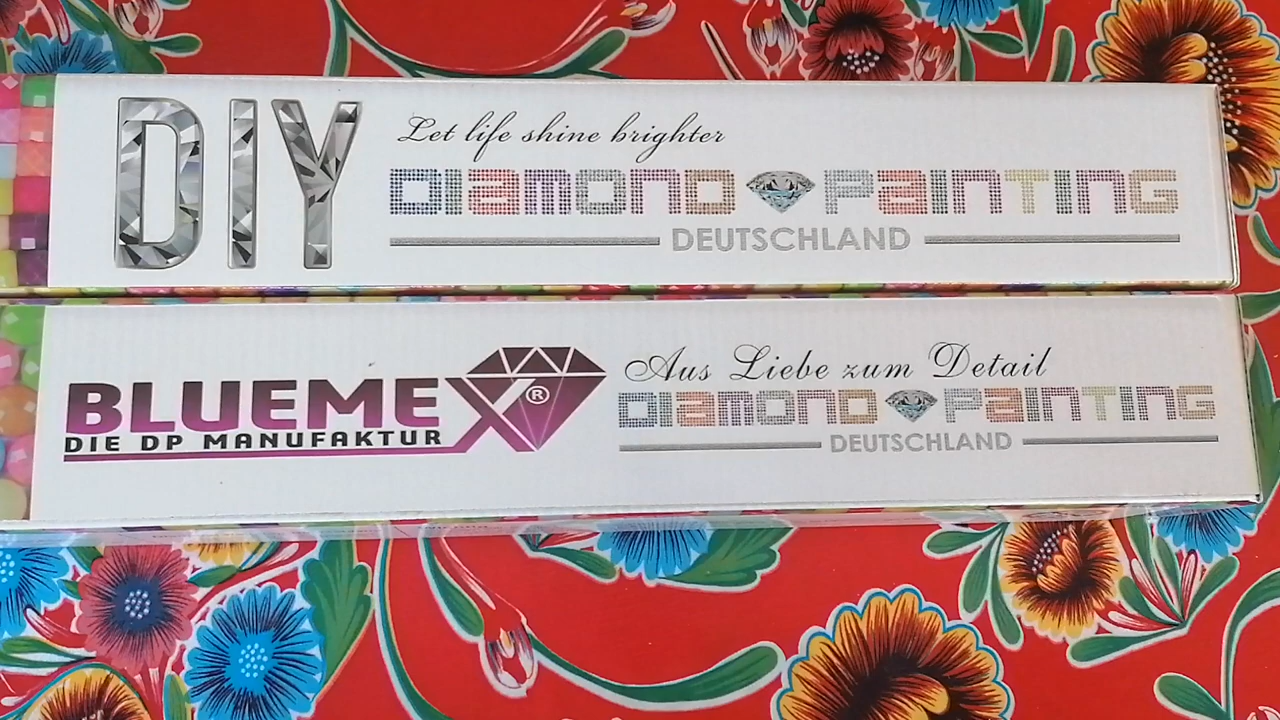 DIY
Let life shine brighter
DIAMOND PAINTING
DEUTSCHLAND
BLUEMEX®
DIE DP MANUFAKTUR
Aus Liebe zum Detail
DIAMOND PAINTING
DEUTSCHLAND